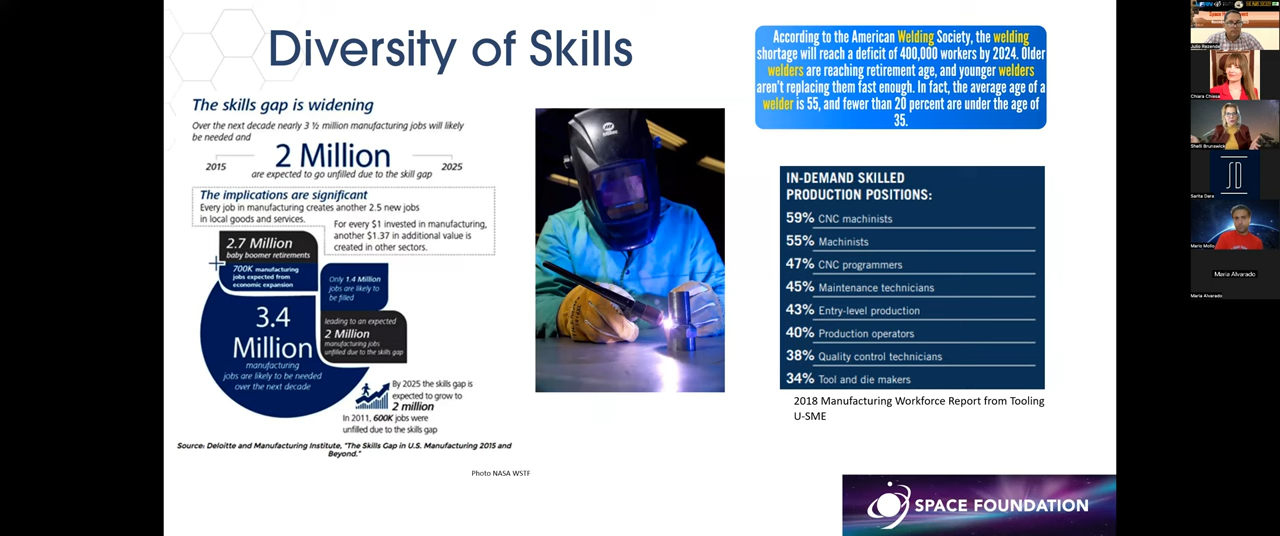 Diversity of Skills
The skills gap is widening
Over the next decade nearly 3 ½ million manufacturing jobs will likely
be needed and
2015
2 Million
2025
are expected to go unfilled due to the skill gap
The implications are significant
Every job in manufacturing creates another 2.5 new jobs
in local goods and services.
For every $1 invested in manufacturing,
another $1.37 in additional value is
created in other sectors.
2.7 Million
baby boomer retirements
700K manufacturing
jobs expected from
economic expansion
Only 1.4 Million
jobs are likely to
be filled
3.4
Million
manufacturing
jobs are likely to be needed
over the next decade
leading to an expected
2 Million
manufacturing jobs
unfilled due to the skills gap
By 2025 the skills gap is
expected to grow to
2 million
In 2011, 600K jobs were
unfilled due to the skills gap
Source: Deloitte and Manufacturing Institute, "The Skills Gap in U.S. Manufacturing 2015 and
Beyond."
Photo NASA WSTF
According to the American Welding Society, the welding
shortage will reach a deficit of 400,000 workers by 2024. Older
welders are reaching retirement age, and younger welders
aren't replacing them fast enough. In fact, the average age of a
welder is 55, and fewer than 20 percent are under the age of
35.
IN-DEMAND SKILLED
PRODUCTION POSITIONS:
59% CNC machinists
55% Machinists
47% CNC programmers
45% Maintenance technicians
43% Entry-level production
40% Production operators
38% Quality control technicians
34% Tool and die makers
2018 Manufacturing Workforce Report from Tooling
U-SME
SPACE FOUNDATION
Julio Rezende
Chiara Chiesa
Shelli Brunswick
SD
Sarita Dara
Mario Mollo
Maria Alvarado
Maria Alvarado